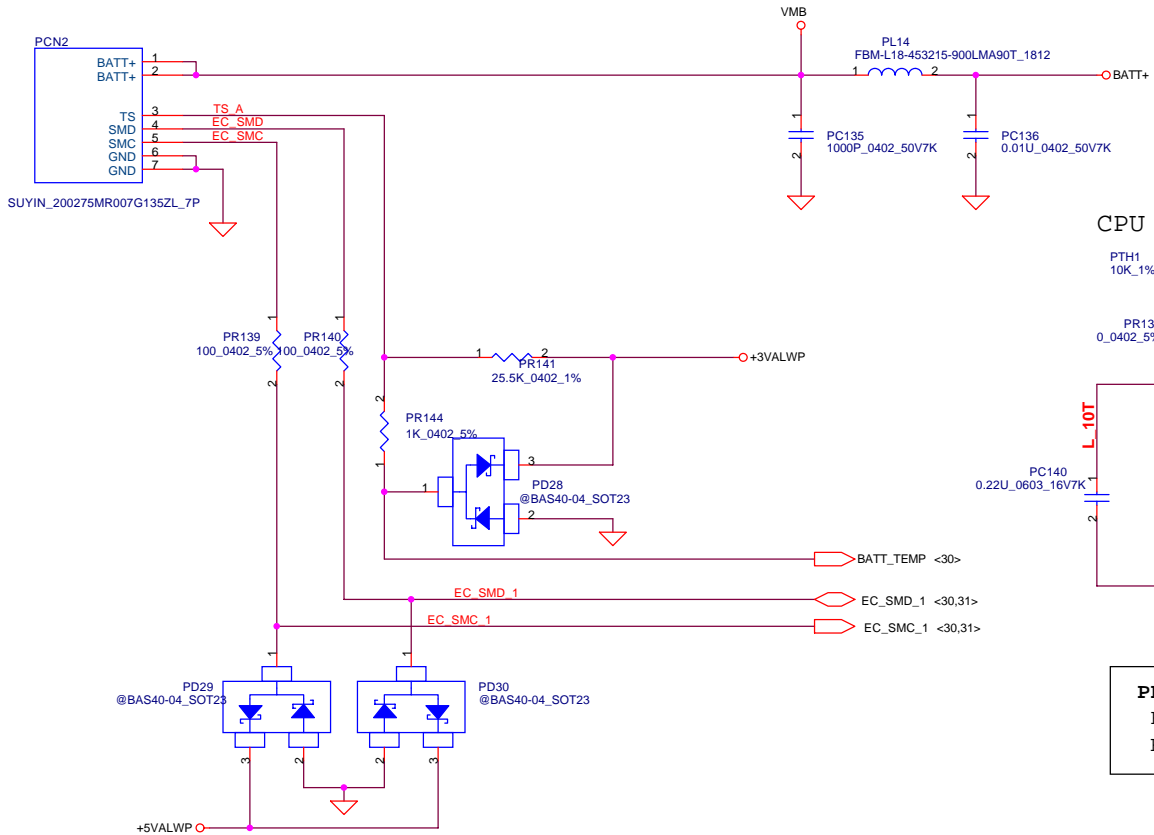 VMB
PCN2
PL14
FBM-L18-453215-900LMA90T_1812
BATT+ 1
BATT+ 2
1 2
BATT+
TS 3 TS_A
SMD 4 EC_SMD
SMC 5 EC_SMC
GND 6
GND 7
1
2
PC135
1000P_0402_50V7K
1
2
PC136
0.01U_0402_50V7K
SUYIN_200275MR007G135ZL_7P
CPU
PTH1
10K_1%
1
2
PR139
100_0402_5%
1
2
PR140
100_0402_5%
0_0402_5%
1 2
PR141
25.5K_0402_1%
+3VALWP
2
1
PR144
1K_0402_5%
L_10T
PC140
0.22U_0603_16V7K
1
2
1
3
2
PD28
@BAS40-04_SOT23
BATT_TEMP <30>
EC_SMD_1
EC_SMD_1 <30,31>
EC_SMC_1
EC_SMC_1 <30,31>
1
PD29
@BAS40-04_SOT23
3
2
1
PD30
@BAS40-04_SOT23
2
3
+5VALWP